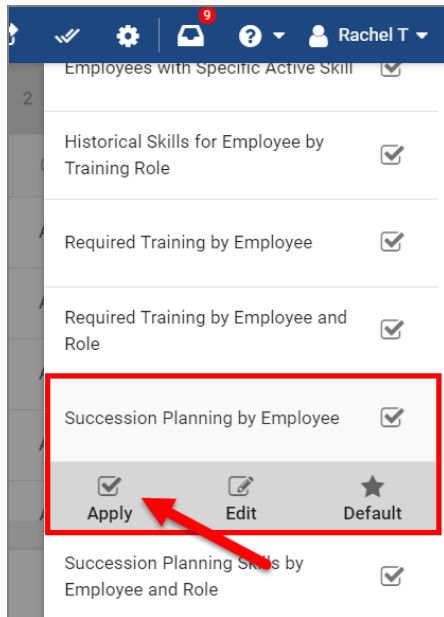 9
Rachel T
Employees with Specific Active Skill
2
Historical Skills for Employee by
Training Role
Required Training by Employee
Required Training by Employee and
Role
Succession Planning by Employee
Apply Edit Default
Succession Planning Skills by
Employee and Role